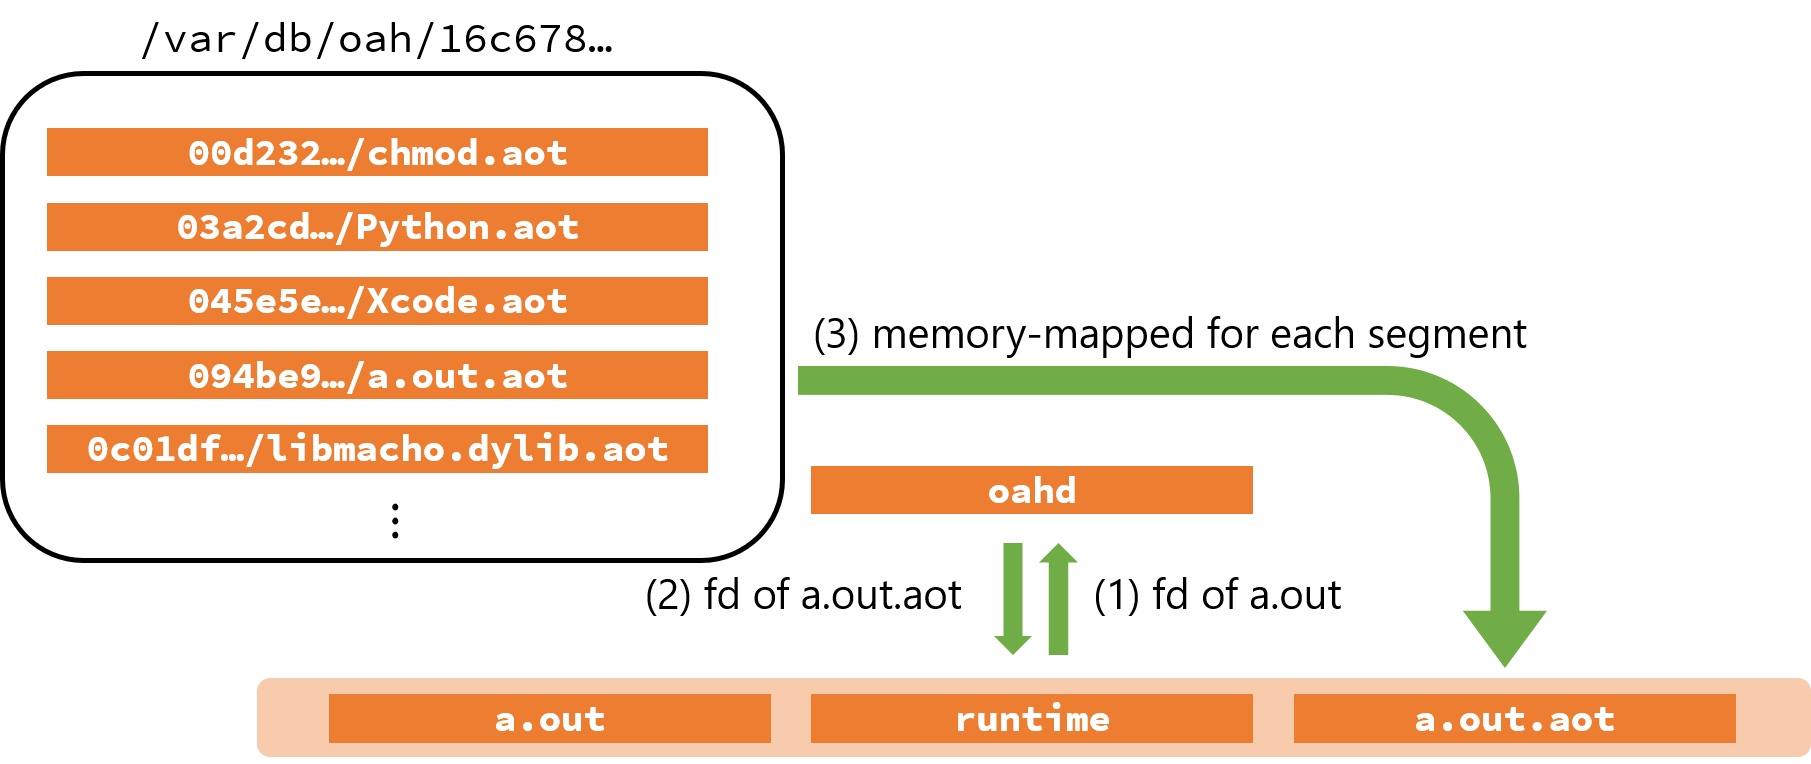 /var/db/oah/16c678…
00d232…/chmod.aot
03a2cd…/Python.aot
045e5e…/Xcode.aot
094be9…/a.out.aot
0c01df…/libmacho.dylib.aot
⋮
(3) memory-mapped for each segment
oahd
(2) fd of a.out.aot
(1) fd of a.out
a.out
runtime
a.out.aot